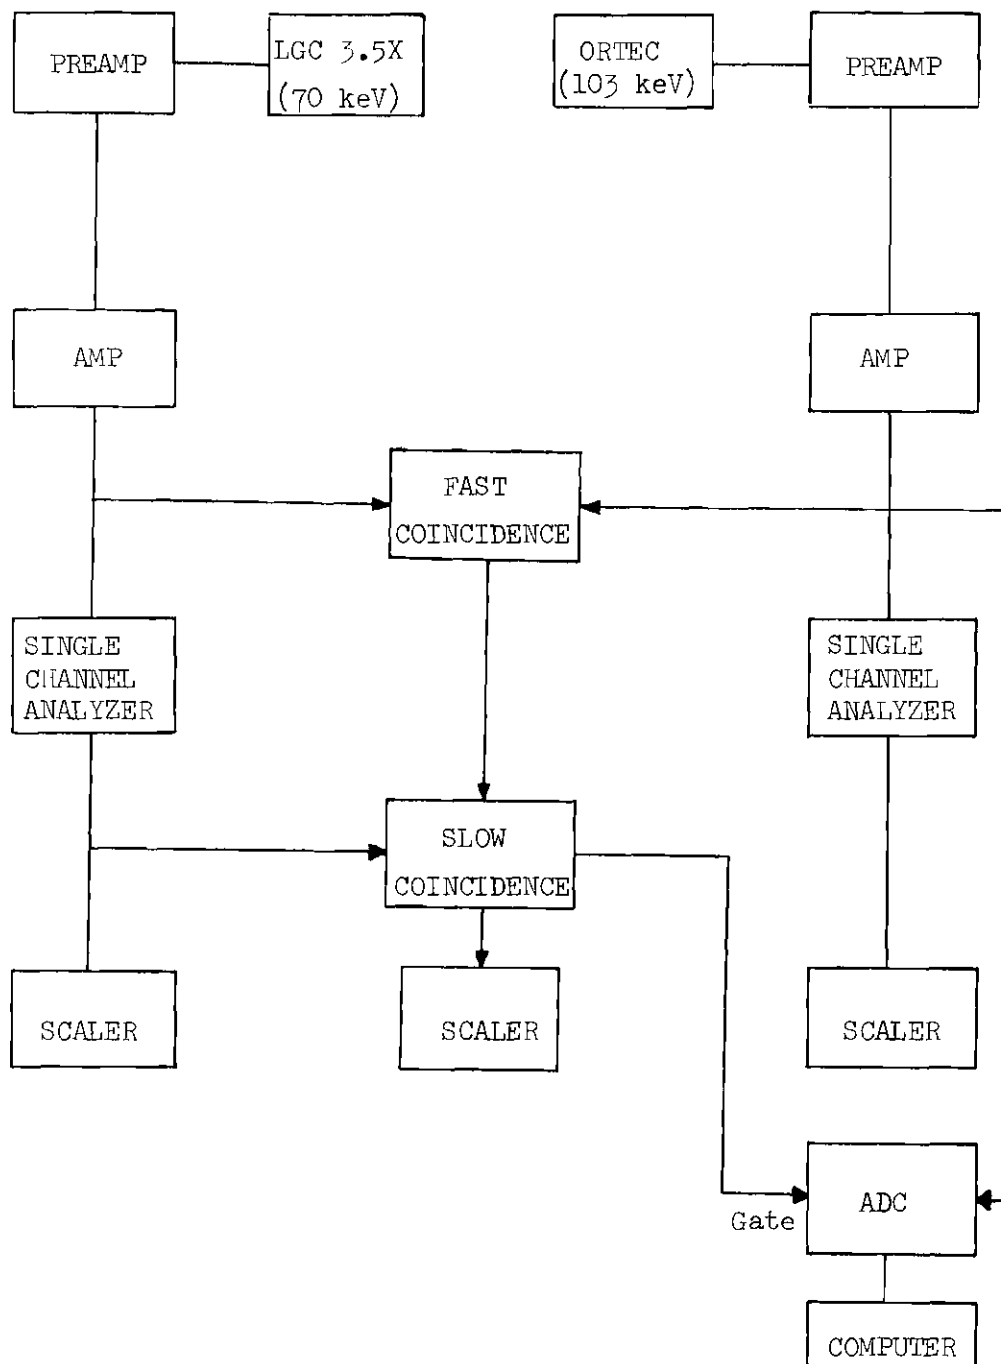 PREAMP
LGC 3.5X
(70 keV)
ORTEC
(103 keV)
PREAMP
AMP
AMP
FAST
COINCIDENCE
SINGLE
CHANNEL
ANALYZER
SINGLE
CHANNEL
ANALYZER
SLOW
COINCIDENCE
SCALER
SCALER
SCALER
ADC
Gate
COMPUTER